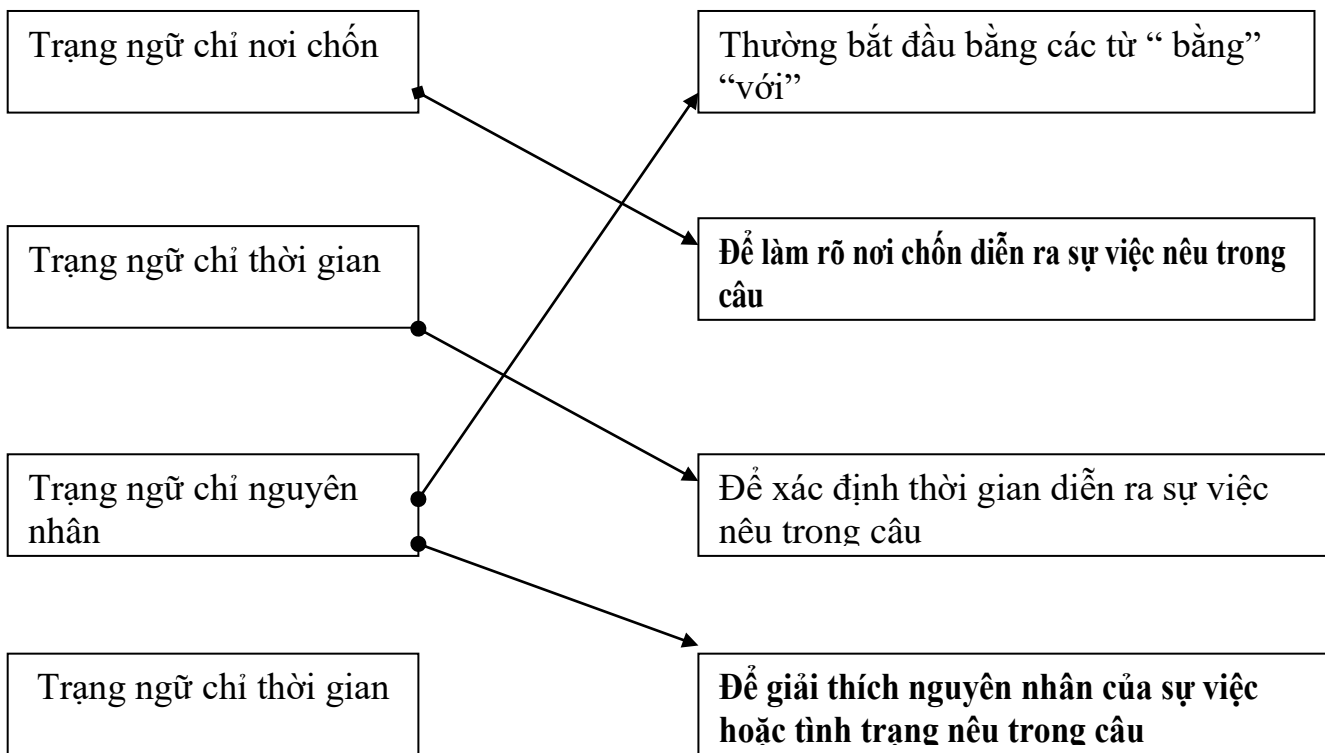 Trạng ngữ chỉ nơi chốn
Thường bắt đầu bằng các từ “ bằng”
“với”
Trạng ngữ chỉ thời gian
Để làm rõ nơi chốn diễn ra sự việc nêu trong
câu
Trạng ngữ chỉ nguyên
nhân
Để xác định thời gian diễn ra sự việc
nêu trong câu
Trạng ngữ chỉ thời gian
Để giải thích nguyên nhân của sự việc
hoặc tình trạng nêu trong câu